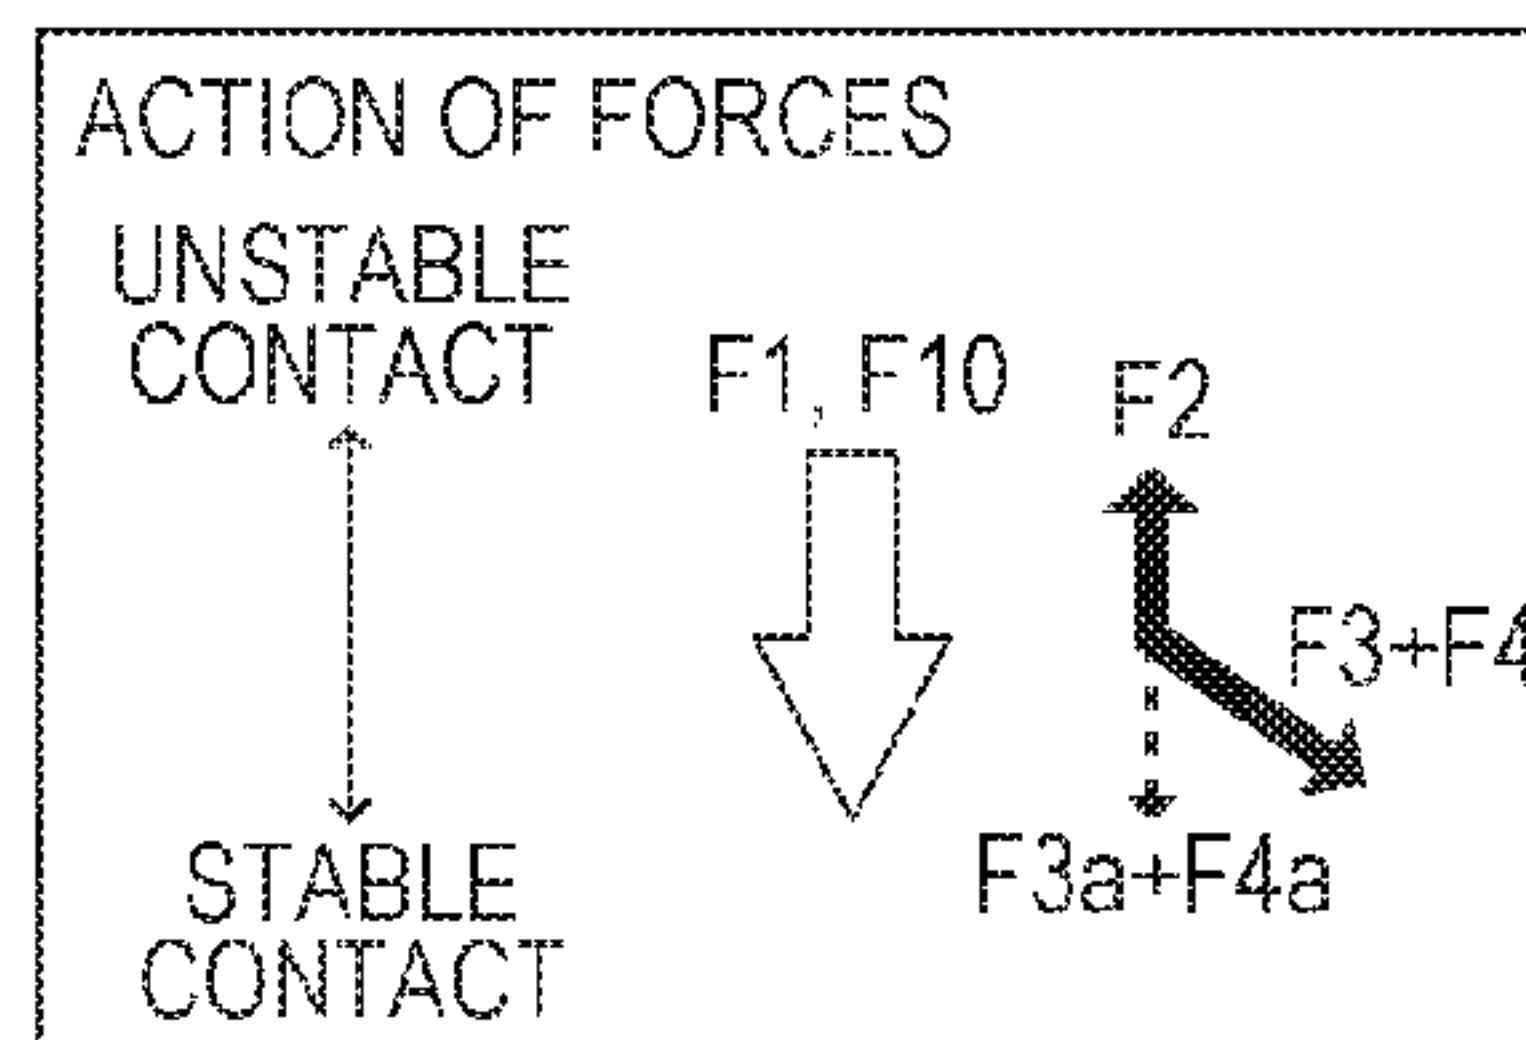 ACTION OF FORCES
UNSTABLE
CONTACT
F1, F10
F2
F3+F4
F3a+F4a
STABLE
CONTACT